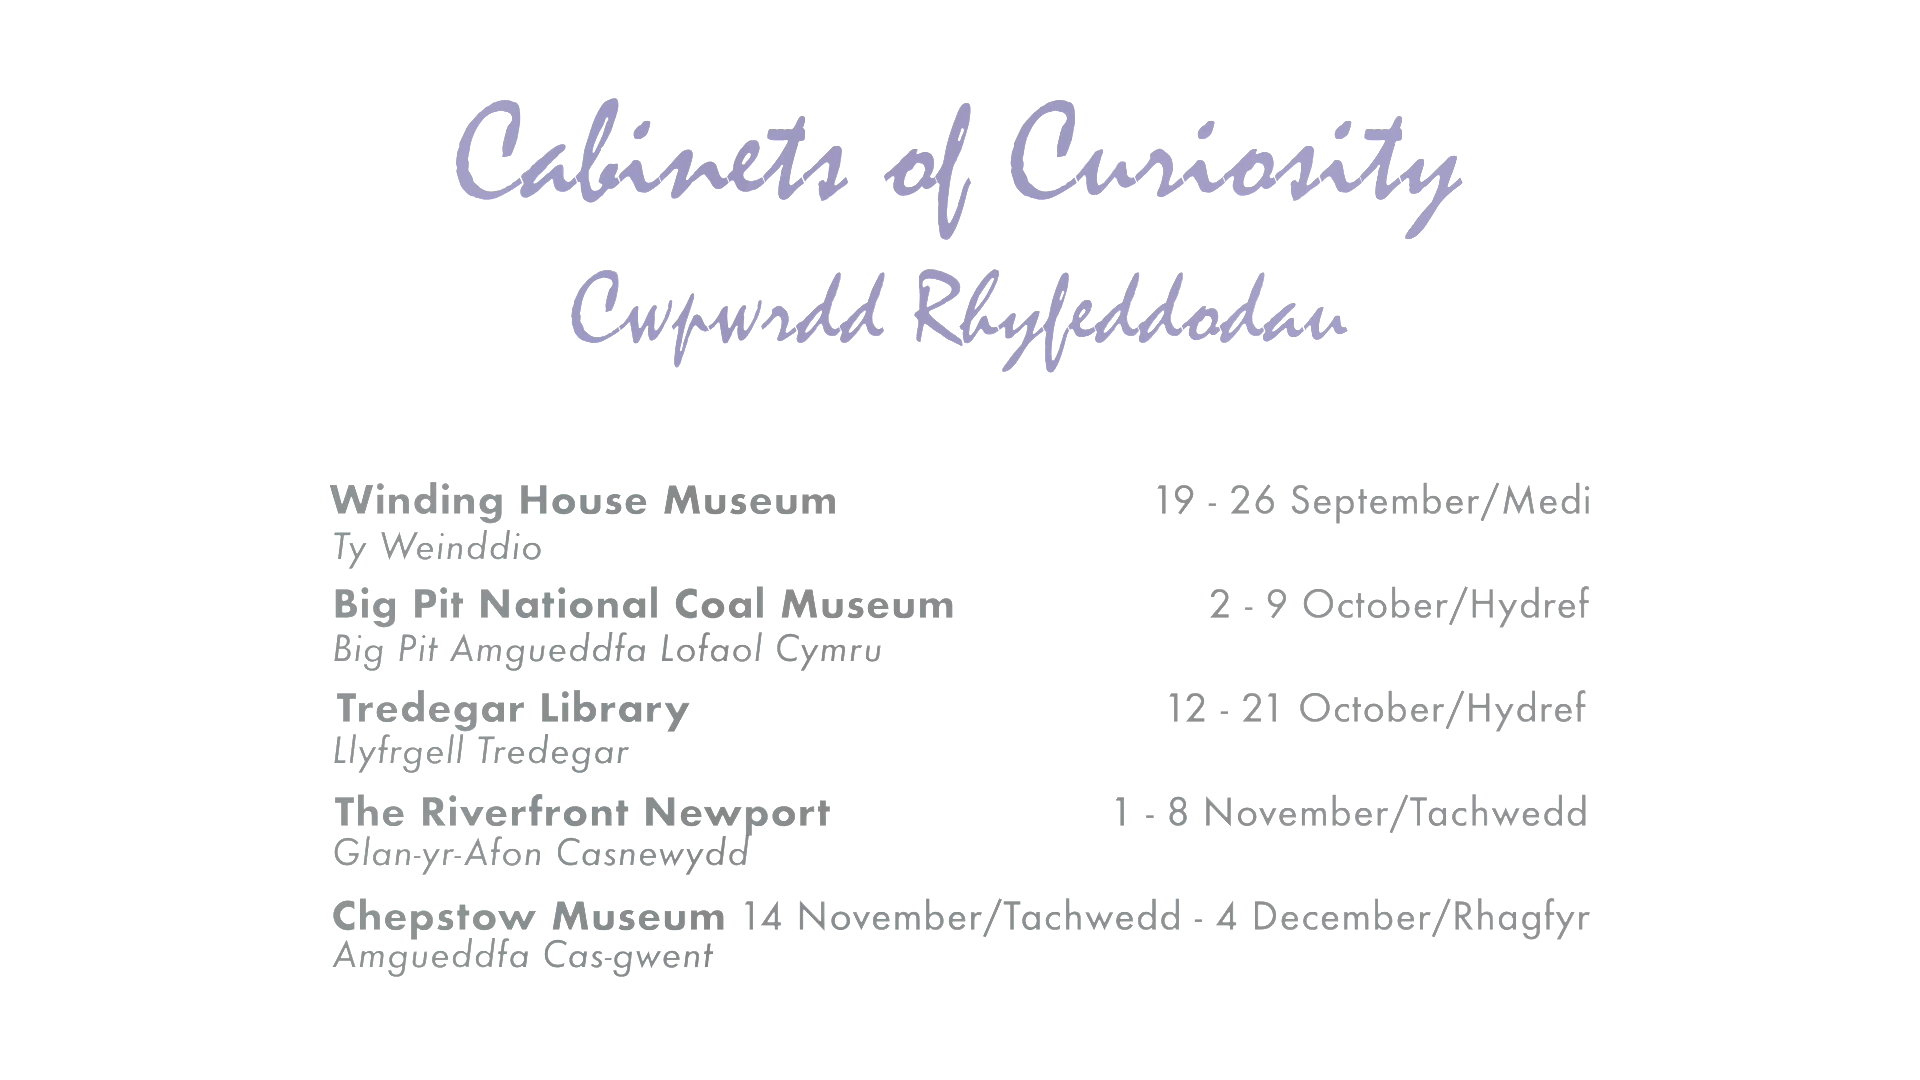 Cabinets of Curiosity
Cwpwrdd Rhyfeddodau
Winding House Museum 19 - 26 September/Medi
Ty Weinddio
Big Pit National Coal Museum 2 - 9 October/Hydref
Big Pit Amgueddfa Lofaol Cymru
Tredegar Library 12 - 21 October/Hydref
Llyfrgell Tredegar
The Riverfront Newport 1 - 8 November/Tachwedd
Glan-yr-Afon Casnewydd
Chepstow Museum 14 November/Tachwedd - 4 December/Rhagfyr
Amgueddfa Cas-gwent